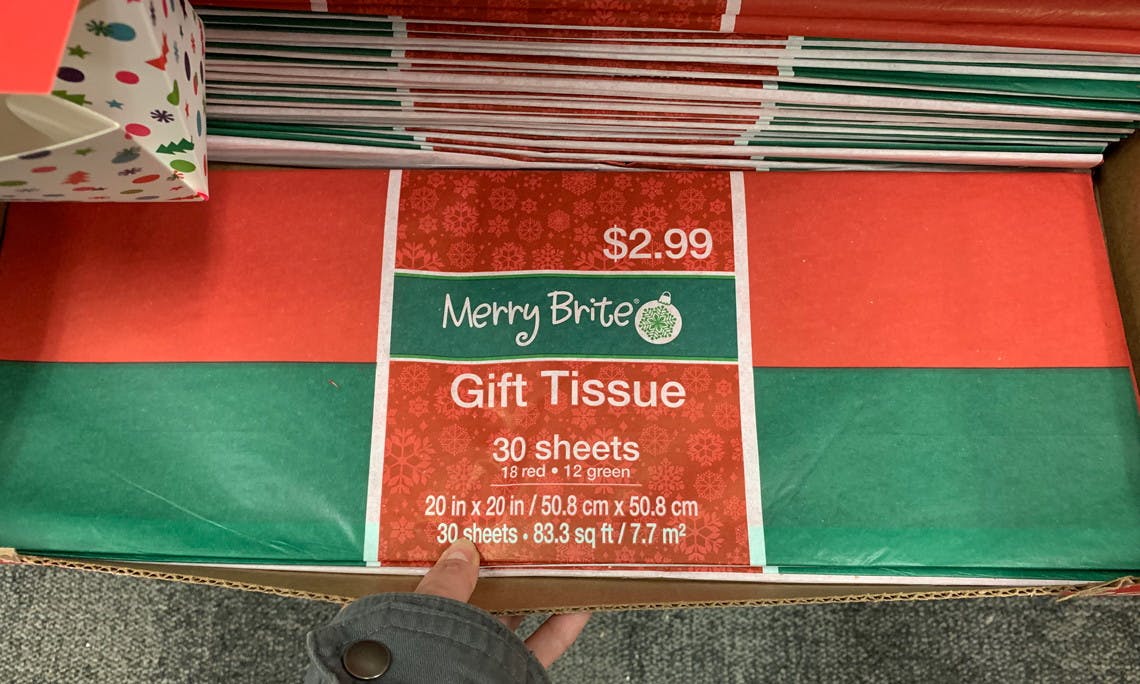 $2.99
Merry Brite®
Gift Tissue
30 sheets
18 red • 12 green
20 in x 20 in / 50.8 cm x 50.8 cm
30 sheets • 83.3 sq ft / 7.7 m²